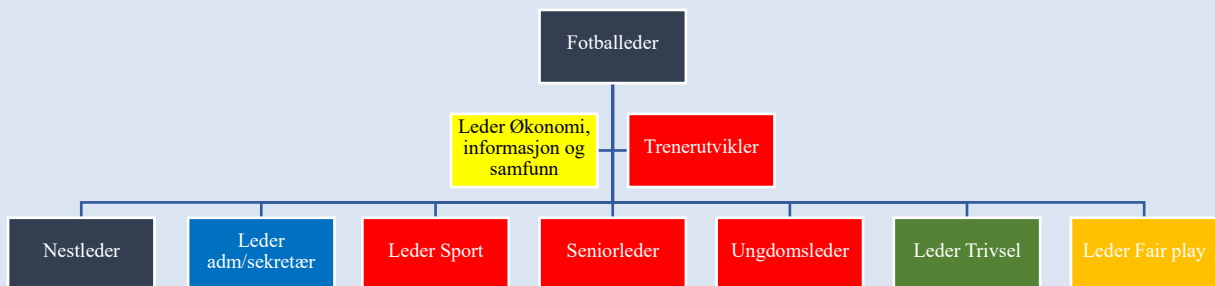 Fotballeder
Leder Økonomi,
informasjon og
samfunn
Trenerutvikler
Nestleder
Leder
adm/sekretær
Leder Sport
Seniorleder
Ungdomsleder
Leder Trivsel
Leder Fair play